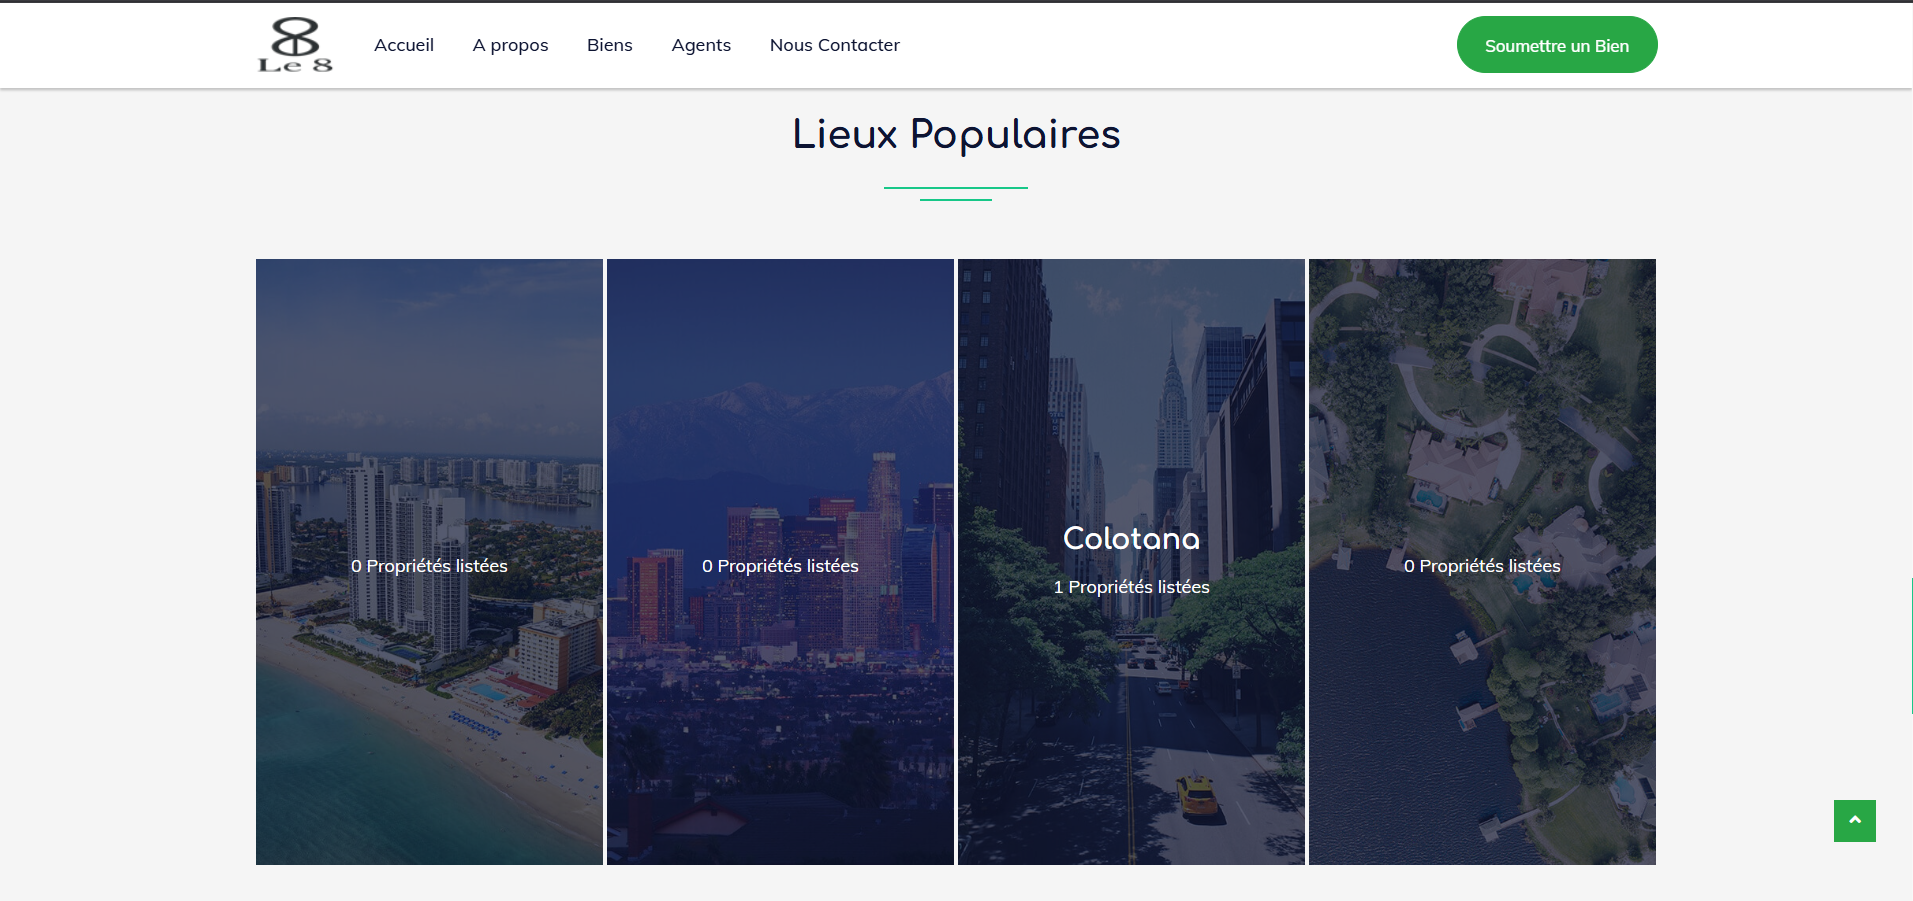 Le 8
Accueil
A propos
Biens
Agents
Nous Contacter
Soumettre un Bien
Lieux Populaires
0 Propriétés listées
0 Propriétés listées
Colotana
1 Propriétés listées
0 Propriétés listées